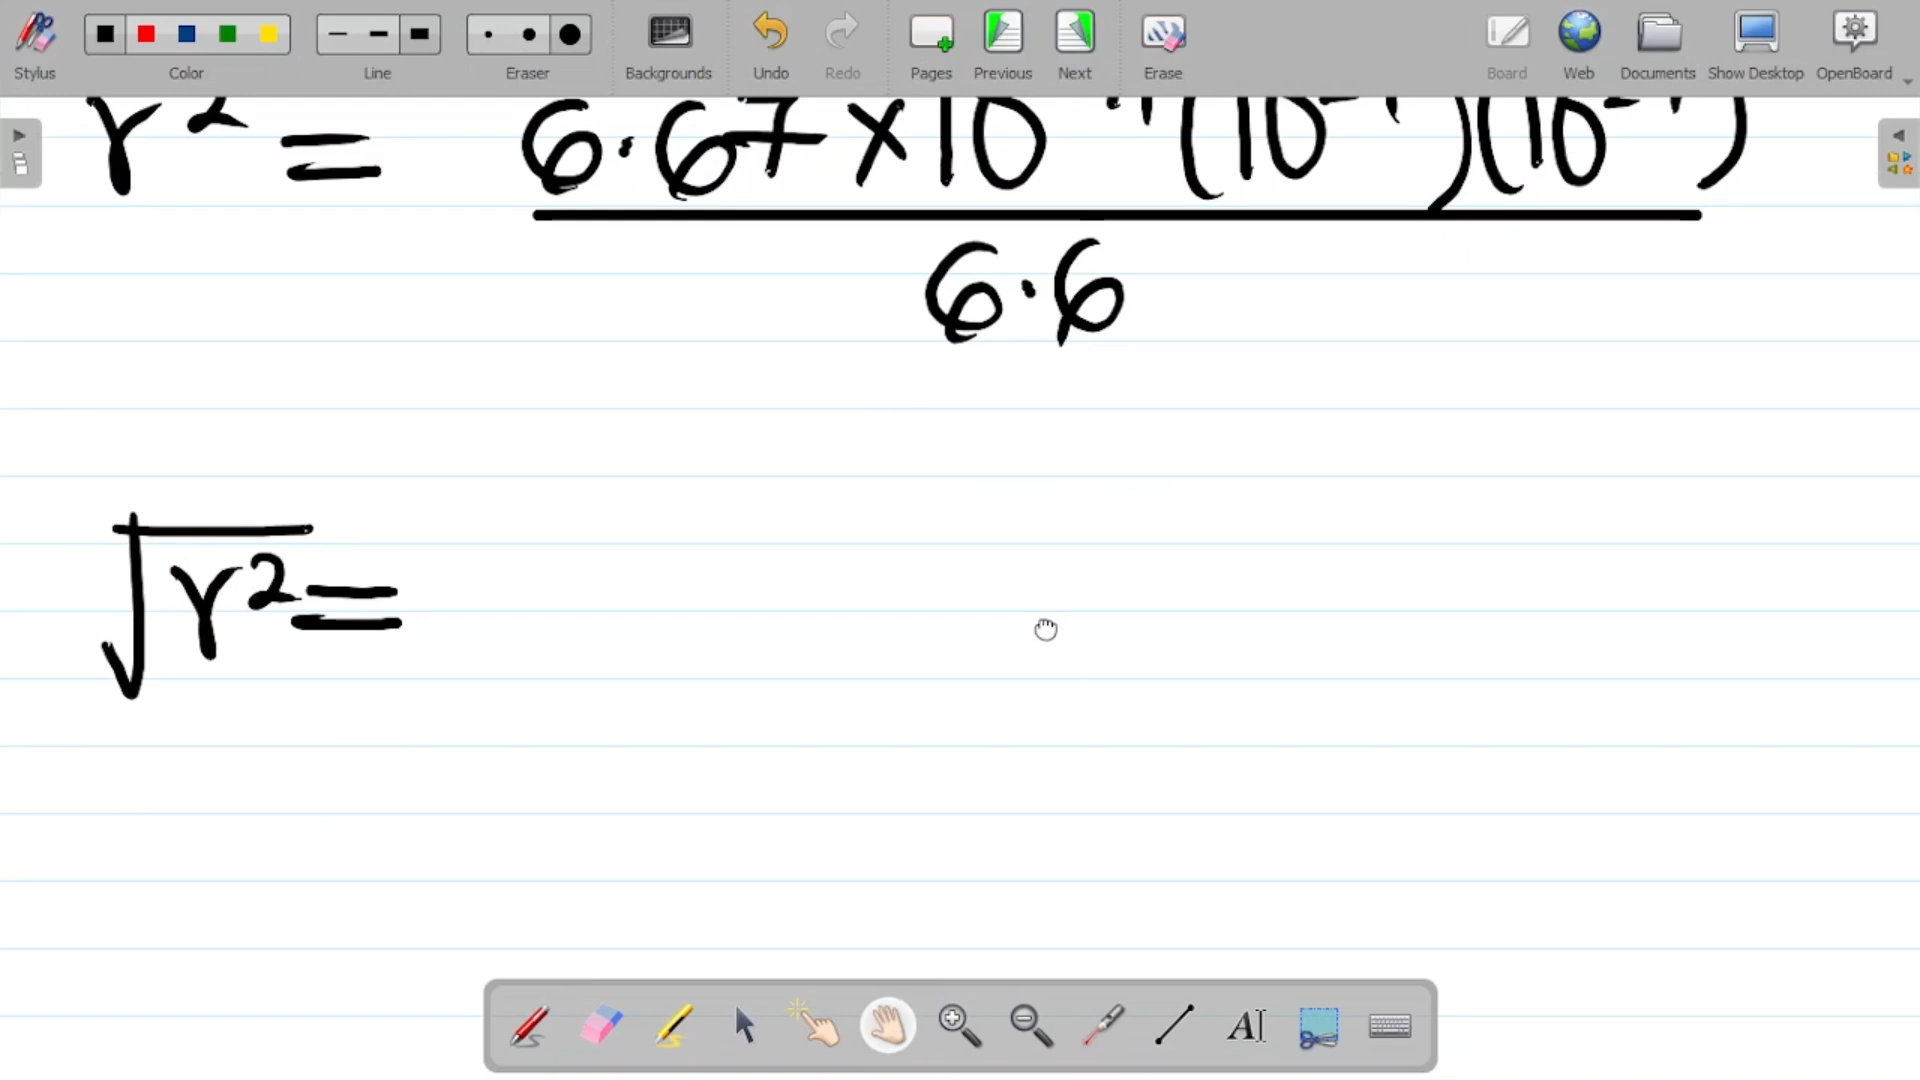 Stylus Color Line Eraser Backgrounds Undo Redo Pages Previous Next Erase Board Web Documents Show Desktop OpenBoard
r² = 6.67 × 10
6.6
√r² =